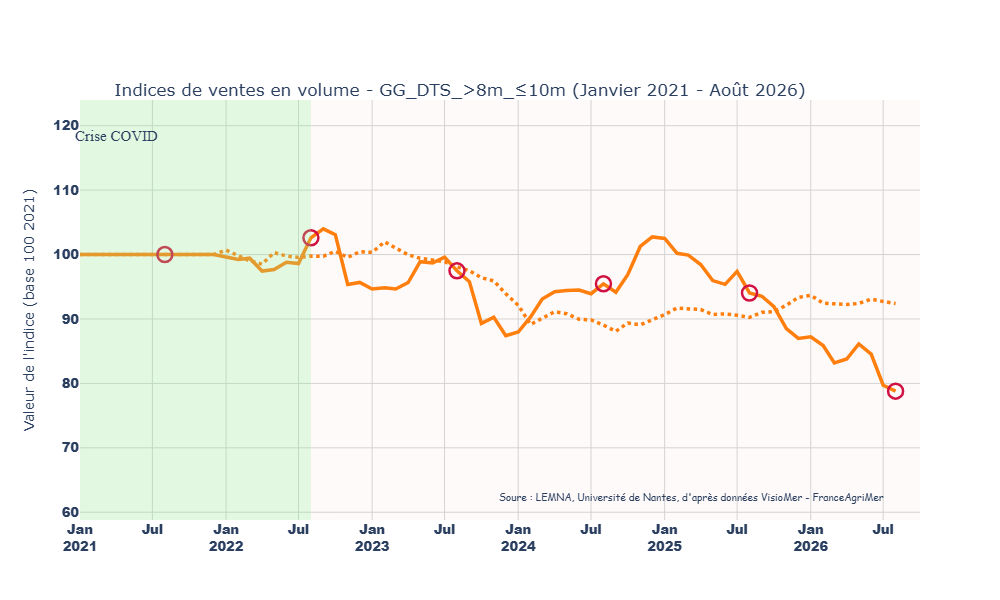 Indices de ventes en volume - GG_DTS_>8m_≤10m (Janvier 2021 - Août 2026)
Valeur de l'indice (base 100 2021)
120
110
100
90
80
70
60
Crise COVID
Soure : LEMNA, Université de Nantes, d'après données VisioMer - FranceAgriMer
Jan Jul Jan Jul Jan Jul Jan Jul Jan Jul Jan Jul
2021 2022 2023 2024 2025 2026